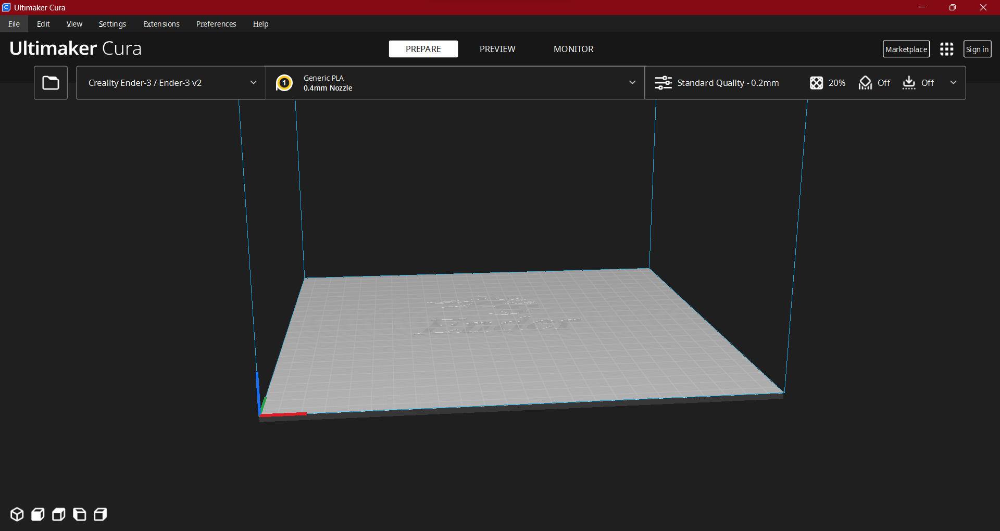 Ultimaker Cura
File Edit View Settings Extensions Preferences Help
Ultimaker Cura PREPARE PREVIEW MONITOR Marketplace Sign in
Creality Ender-3 / Ender-3 v2
1
Generic PLA
0.4mm Nozzle
Standard Quality - 0.2mm 20% Off Off
Ender